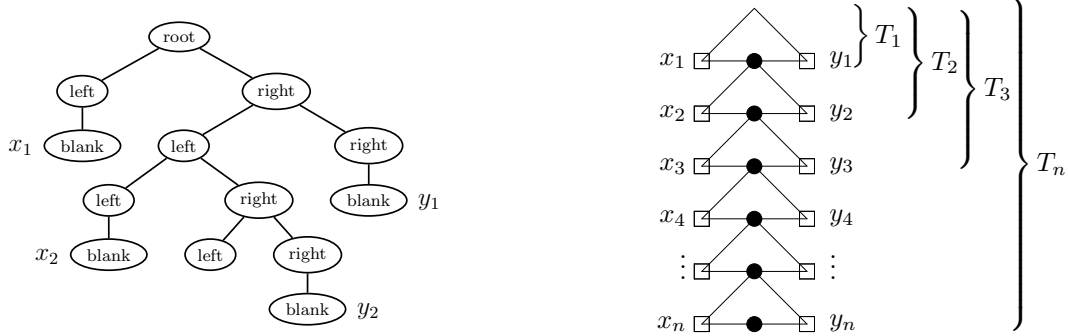 root
left right
x₁ blank left right
left right blank y₁
x₂ blank left right
blank y₂
x₁ y₁ T₁
x₂ y₂ T₂
x₃ y₃ T₃
x₄ y₄ Tₙ
⋮ ⋮
xₙ yₙ